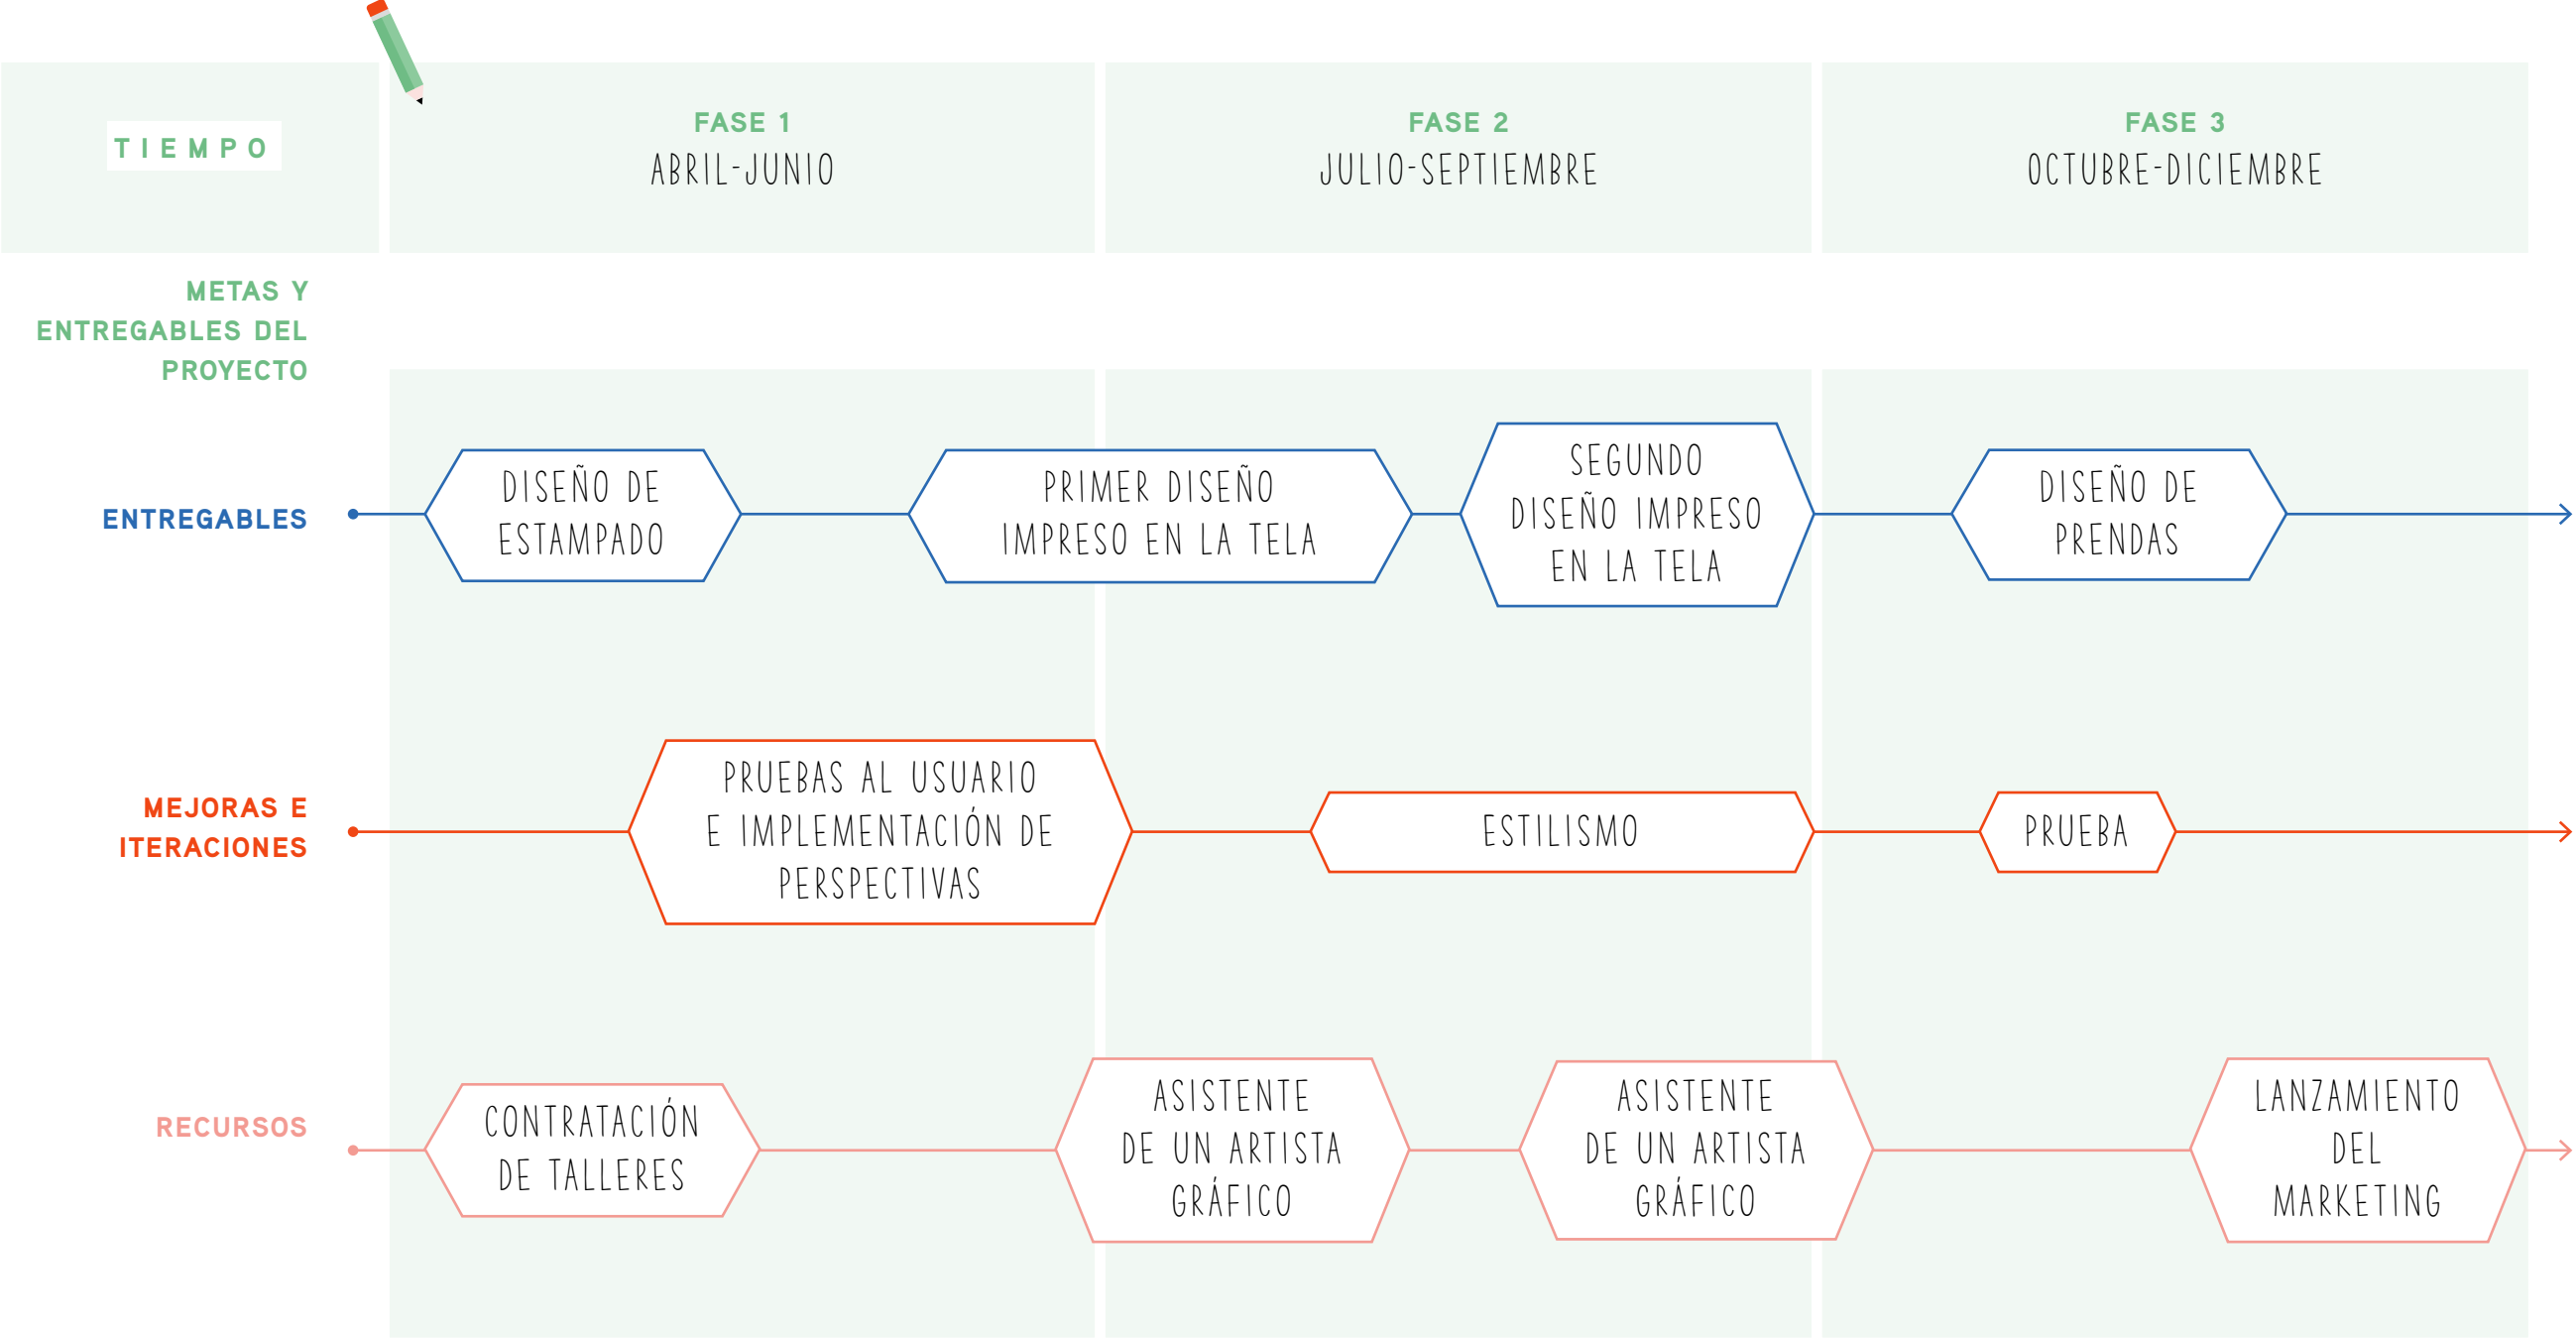 TIEMPO
FASE 1
ABRIL-JUNIO
FASE 2
JULIO-SEPTIEMBRE
FASE 3
OCTUBRE-DICIEMBRE
METAS Y
ENTREGABLES DEL
PROYECTO
ENTREGABLES
DISEÑO DE
ESTAMPADO
PRIMER DISEÑO
IMPRESO EN LA TELA
SEGUNDO
DISEÑO IMPRESO
EN LA TELA
DISEÑO DE
PRENDAS
MEJORAS E
ITERACIONES
PRUEBAS AL USUARIO
E IMPLEMENTACIÓN DE
PERSPECTIVAS
ESTILISMO
PRUEBA
RECURSOS
CONTRATACIÓN
DE TALLERES
ASISTENTE
DE UN ARTISTA
GRÁFICO
ASISTENTE
DE UN ARTISTA
GRÁFICO
LANZAMIENTO
DEL
MARKETING